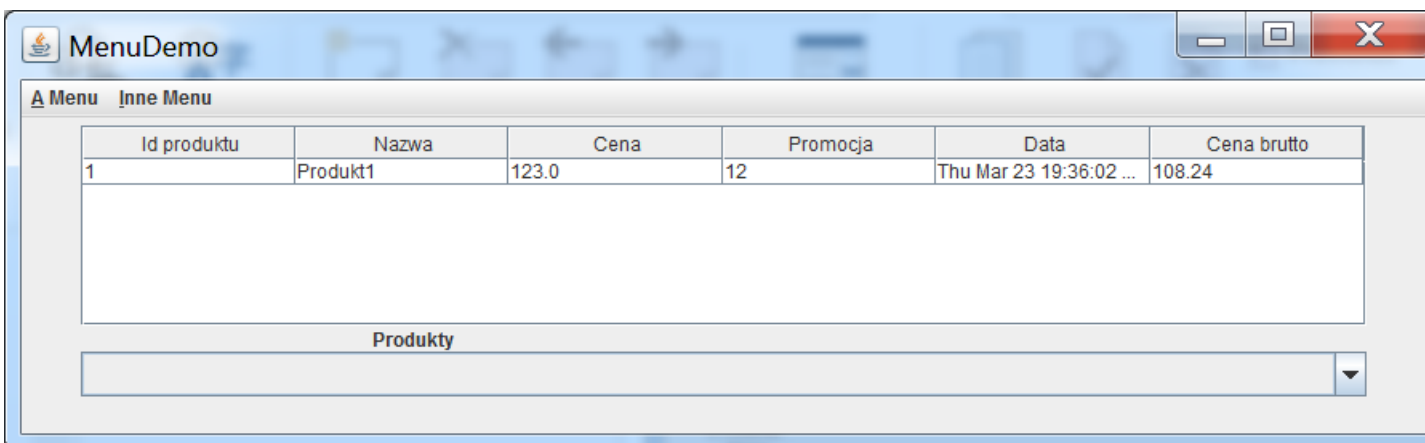 MenuDemo
A Menu Inne Menu
Id produktu Nazwa Cena Promocja Data Cena brutto
1 Produkt1 123.0 12 Thu Mar 23 19:36:02 ... 108.24
Produkty